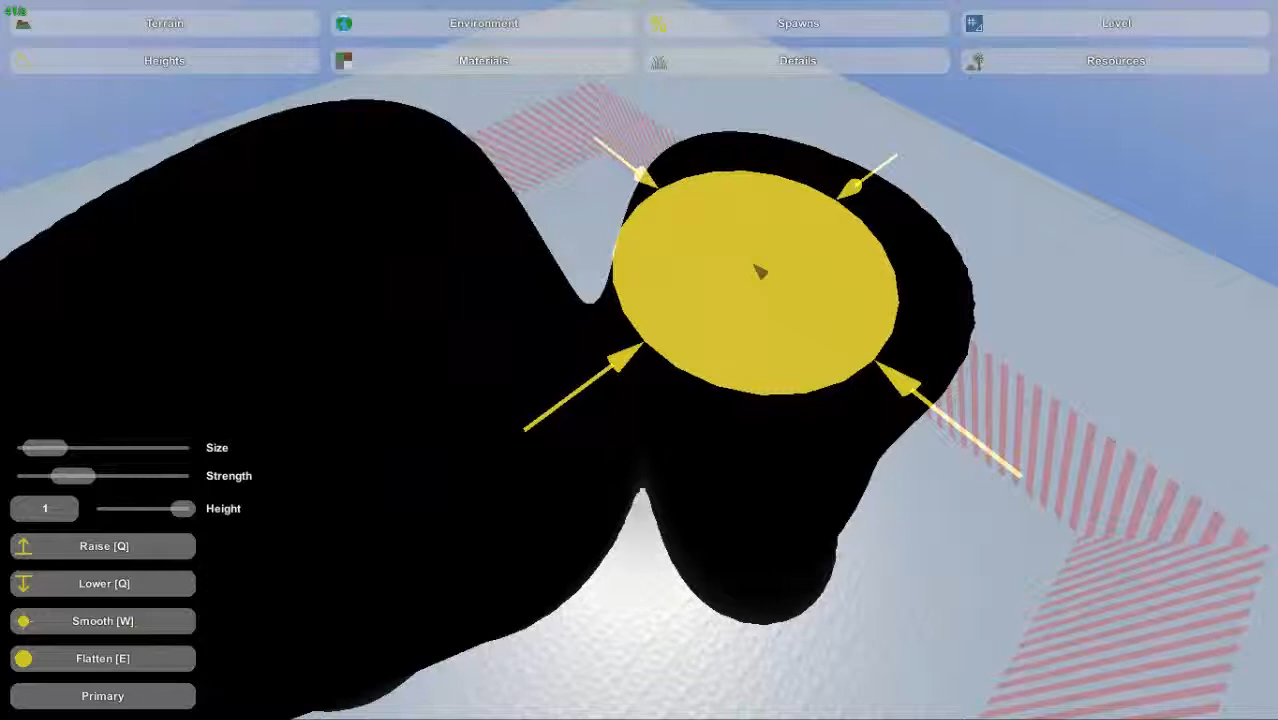 Terrain Environment Spawns Level
Heights Materials Details Resources
Size
Strength
1 Height
Raise [Q]
Lower [Q]
Smooth [W]
Flatten [E]
Primary